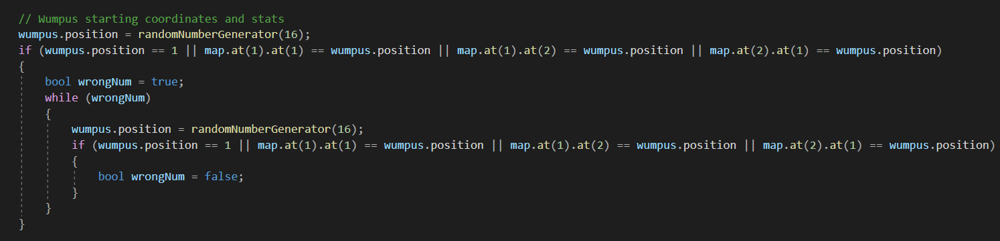 // Wumpus starting coordinates and stats
wumpus.position = randomNumberGenerator(16);
if (wumpus.position == 1 || map.at(1).at(1) == wumpus.position || map.at(1).at(2) == wumpus.position || map.at(2).at(1) == wumpus.position)
{
bool wrongNum = true;
while (wrongNum)
{
wumpus.position = randomNumberGenerator(16);
if (wumpus.position == 1 || map.at(1).at(1) == wumpus.position || map.at(1).at(2) == wumpus.position || map.at(2).at(1) == wumpus.position)
{
bool wrongNum = false;
}
}
}